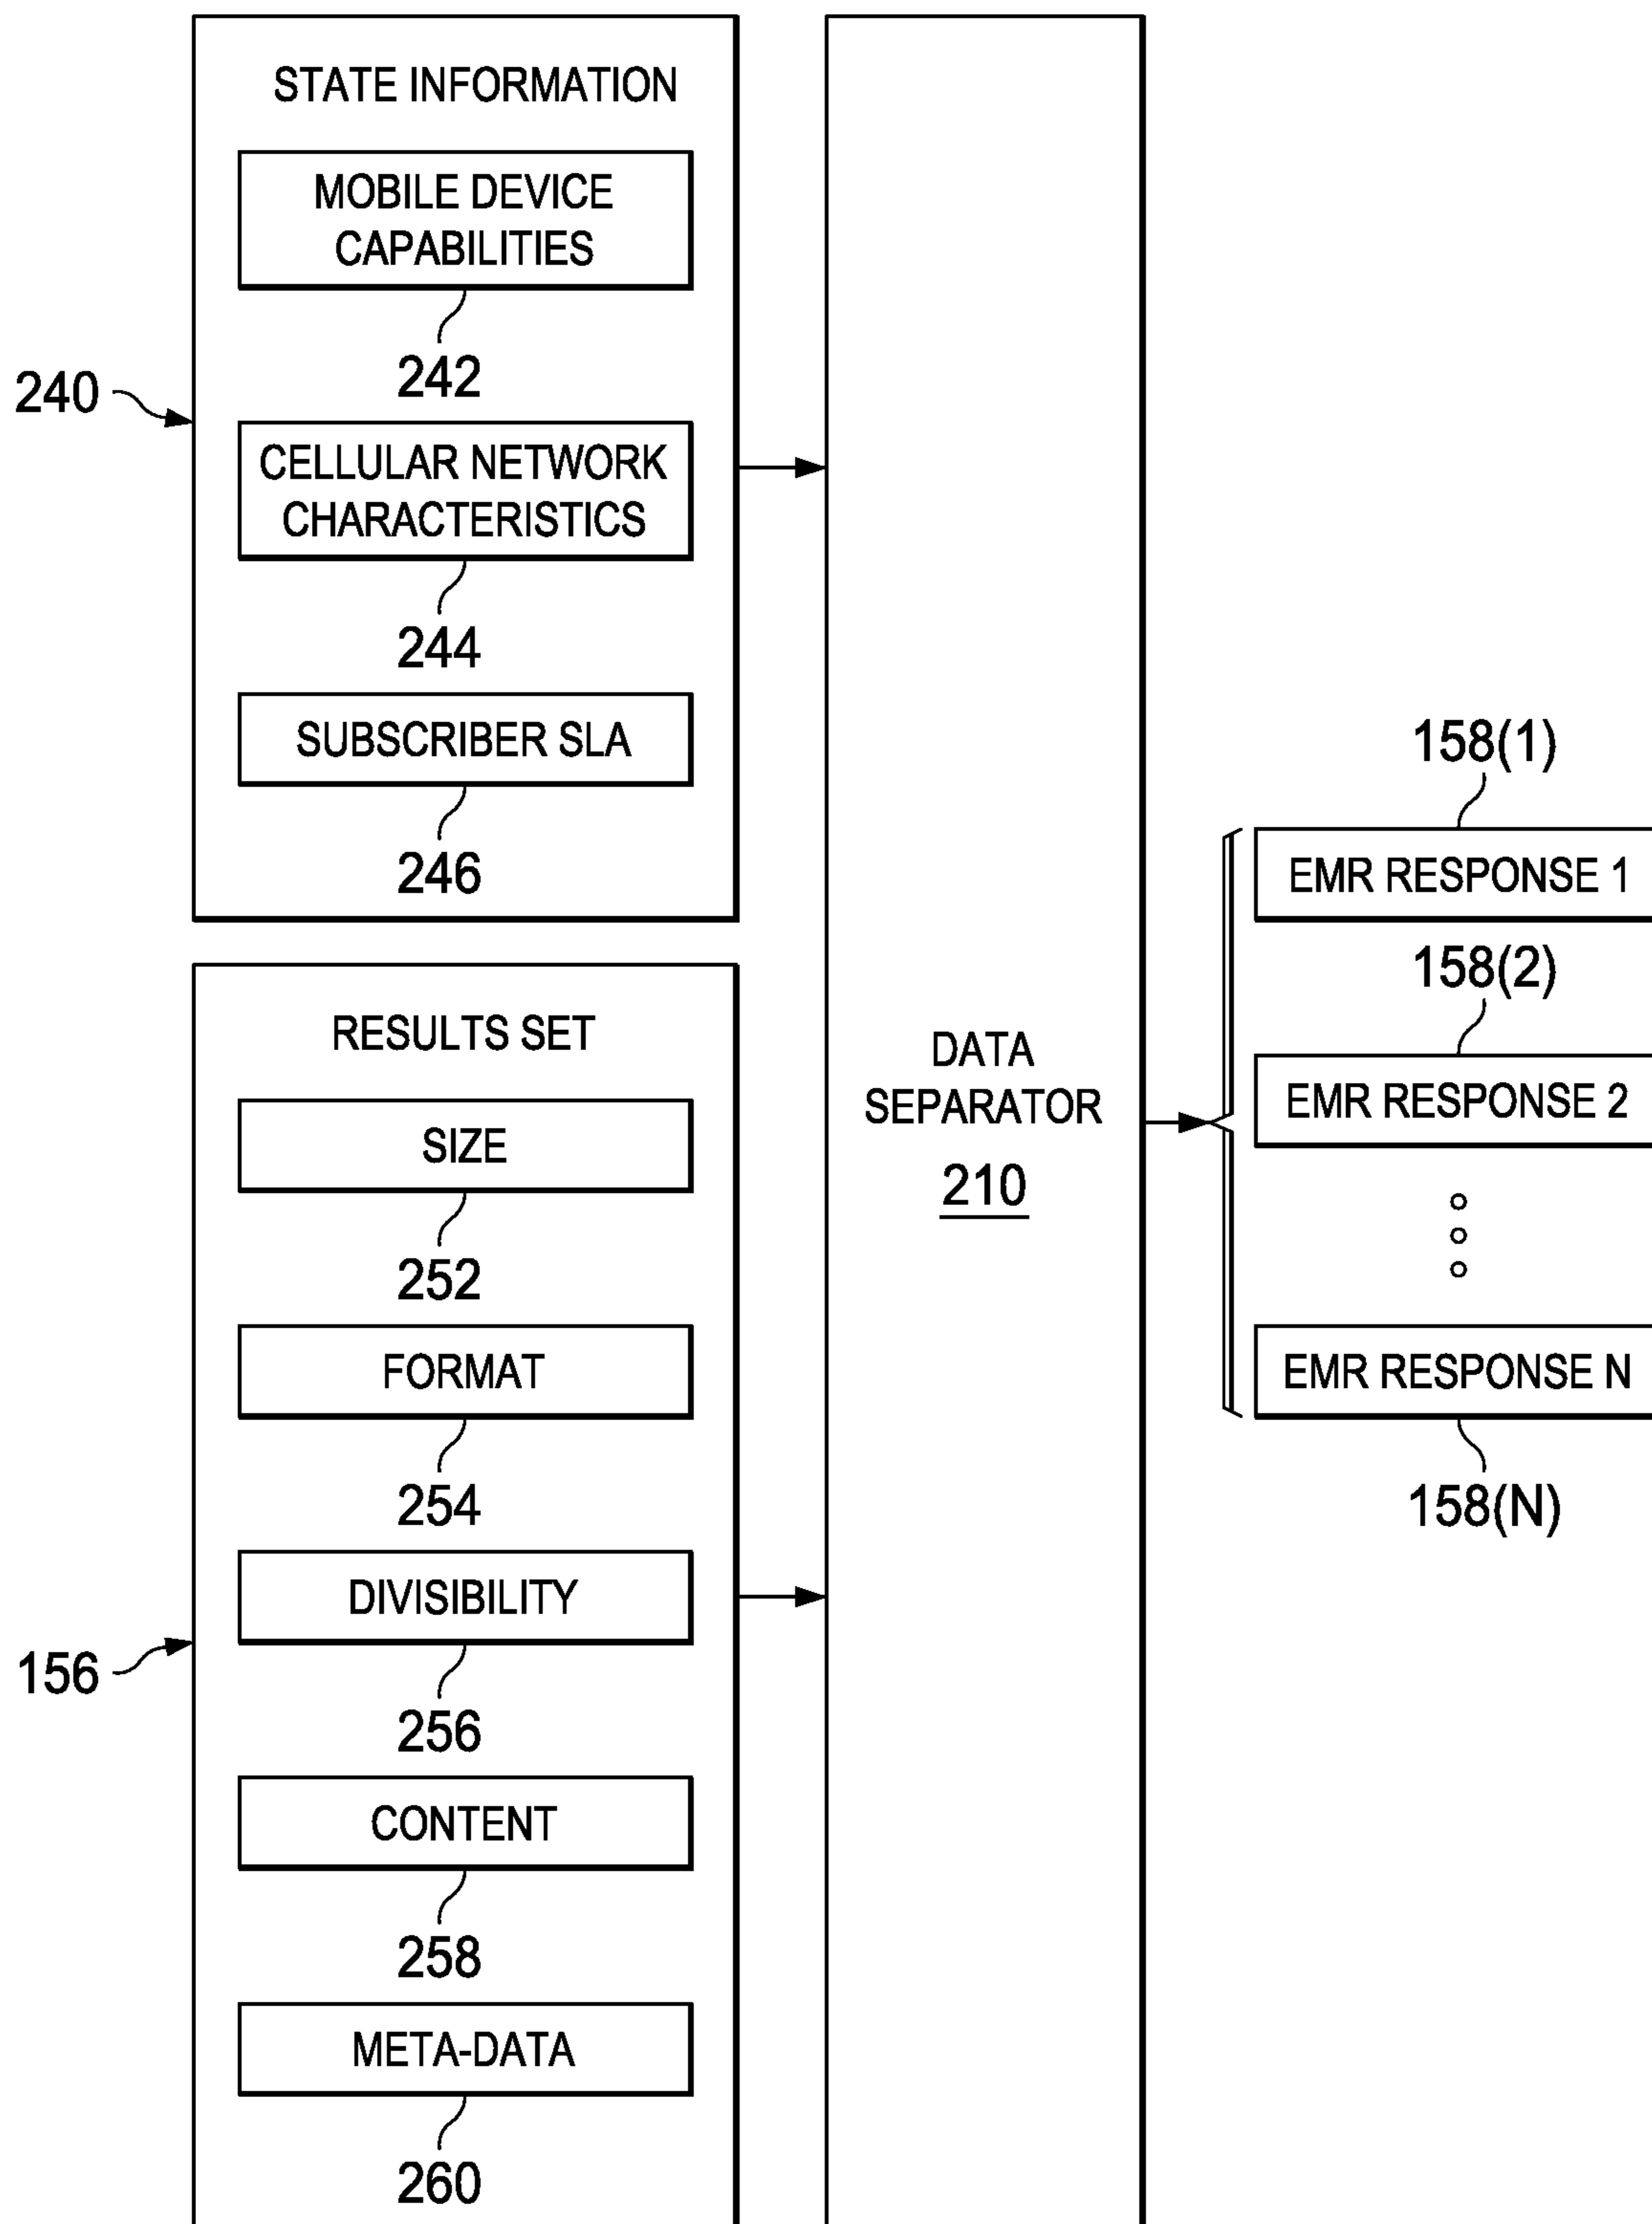 STATE INFORMATION
MOBILE DEVICE
CAPABILITIES
242
240
CELLULAR NETWORK
CHARACTERISTICS
244
SUBSCRIBER SLA
246
RESULTS SET
SIZE
252
FORMAT
254
DIVISIBILITY
156
256
CONTENT
258
META-DATA
260
DATA
SEPARATOR
210
158(1)
EMR RESPONSE 1
158(2)
EMR RESPONSE 2
EMR RESPONSE N
158(N)